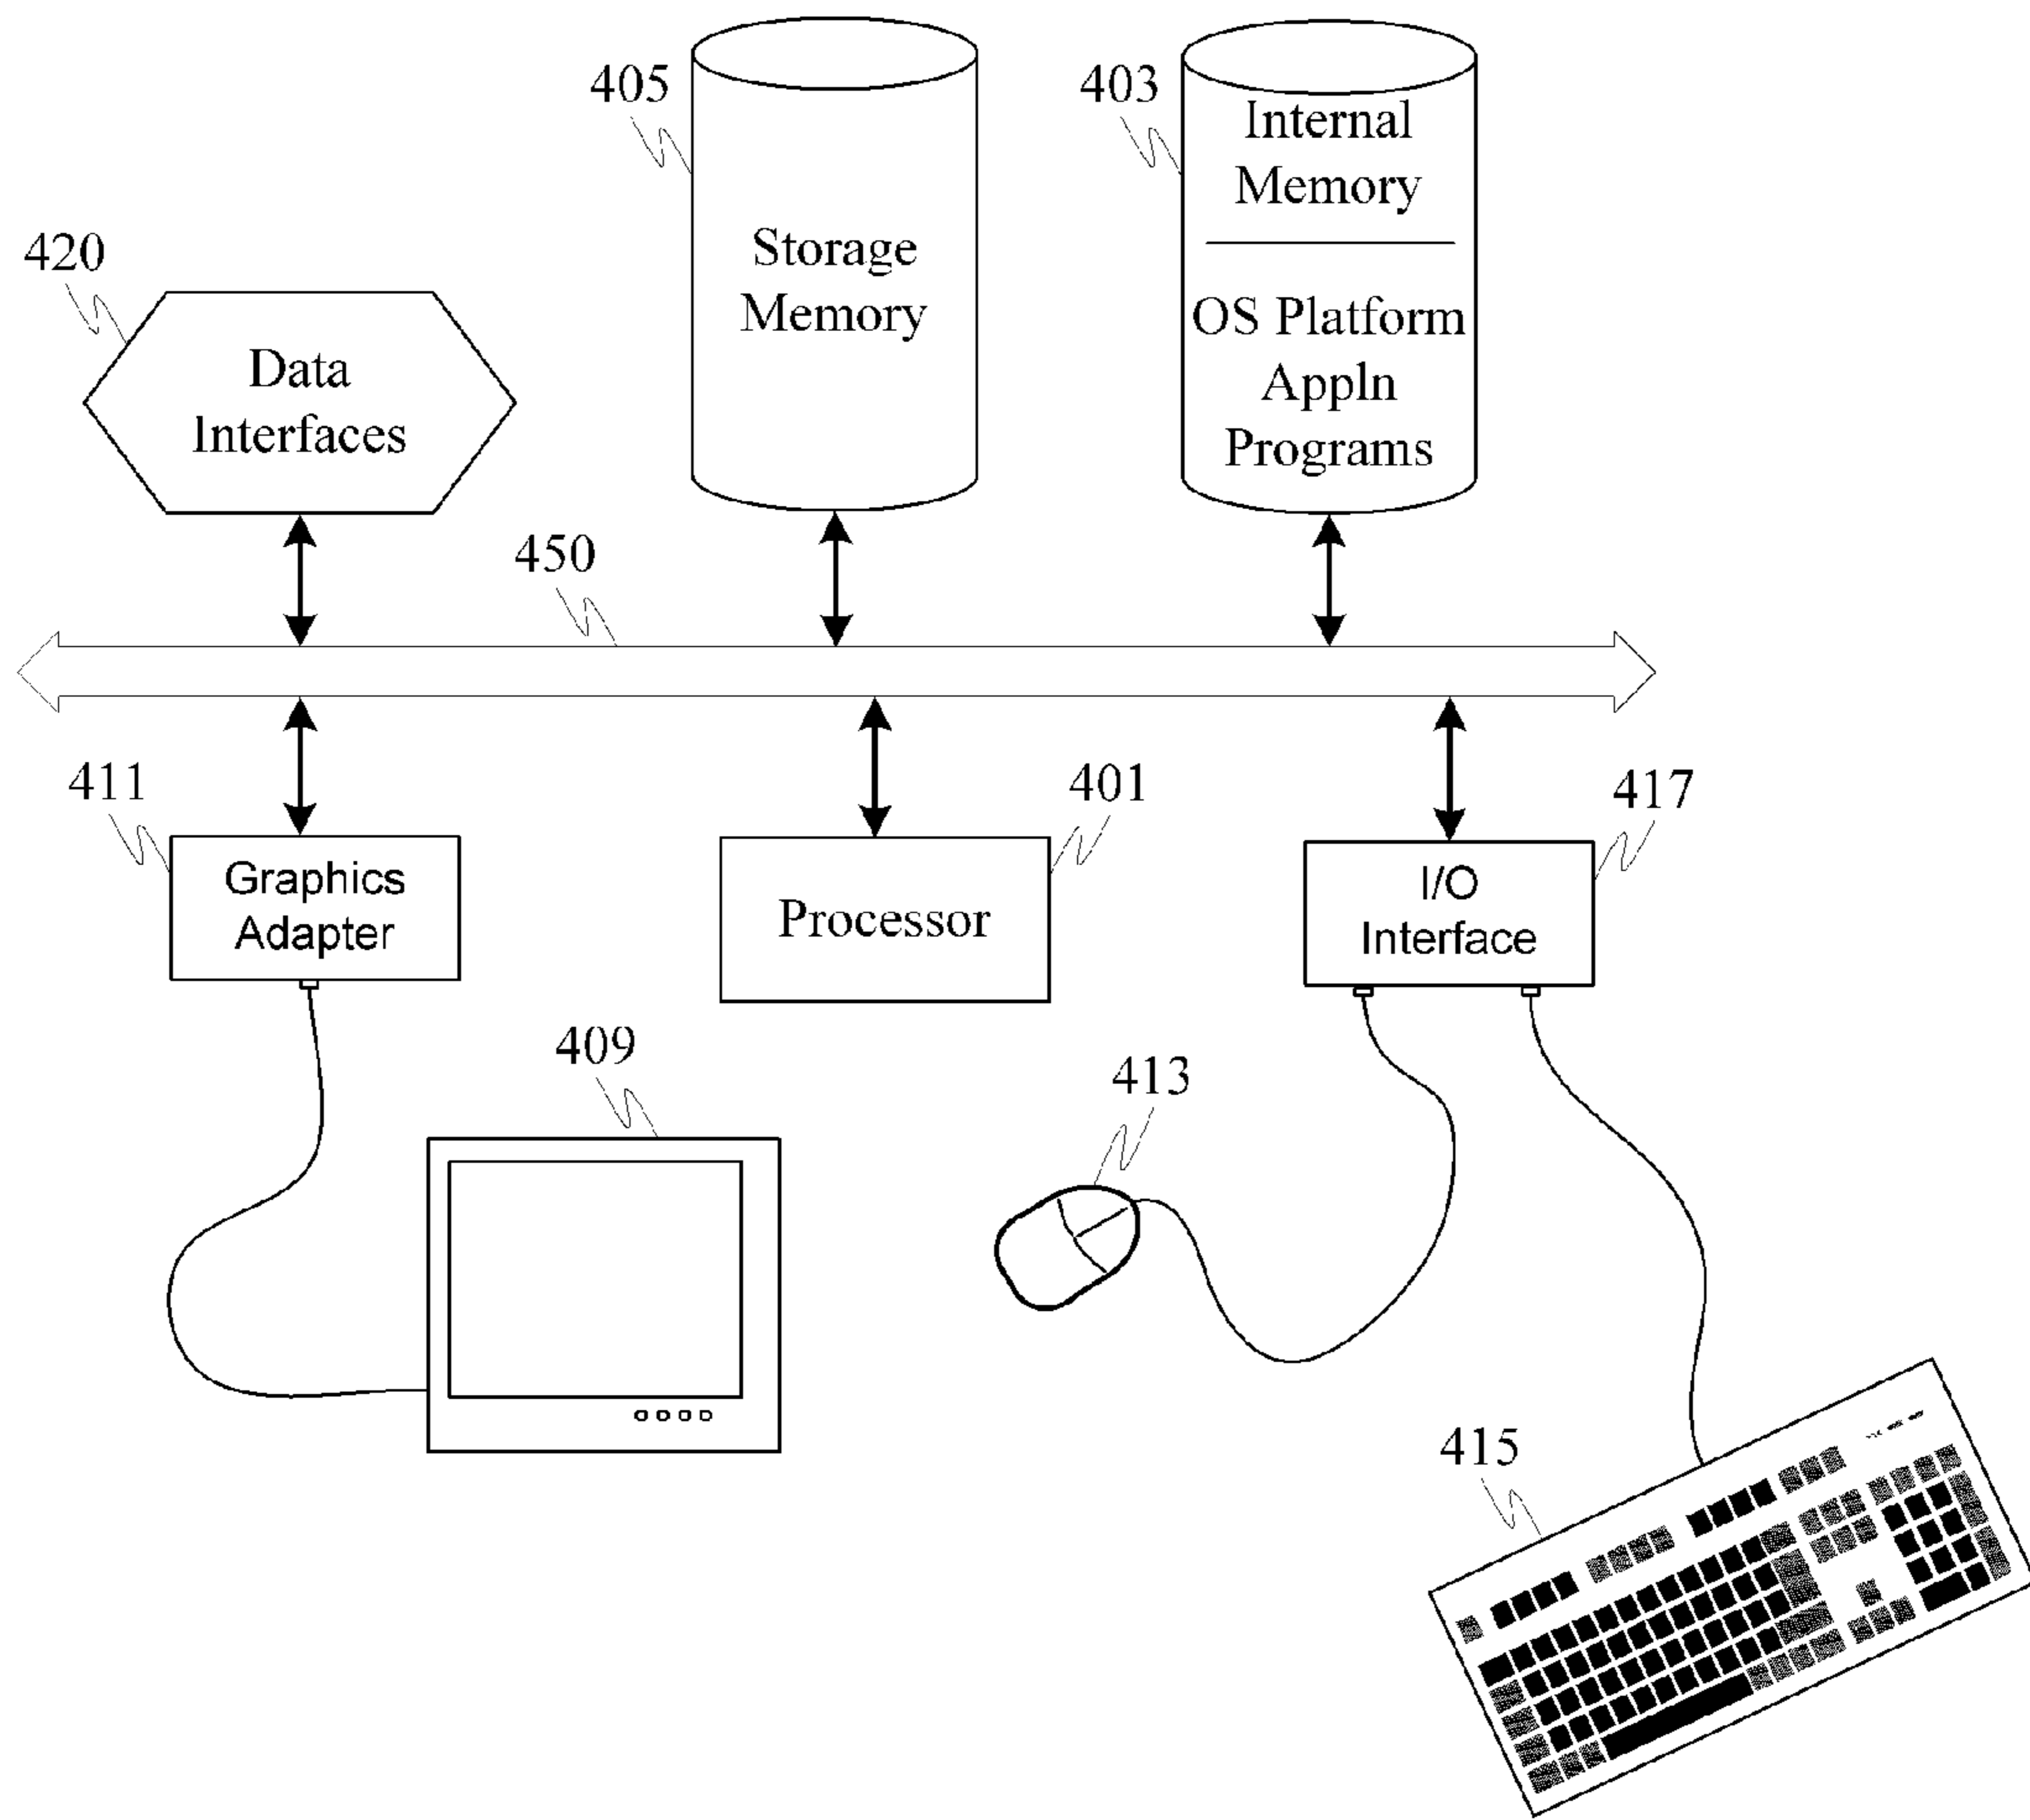 405
403
Internal
Memory
420
Storage
Memory
OS Platform
Appln
Programs
Data
Interfaces
450
411
401
417
Graphics
Adapter
Processor
I/O
Interface
409
413
415